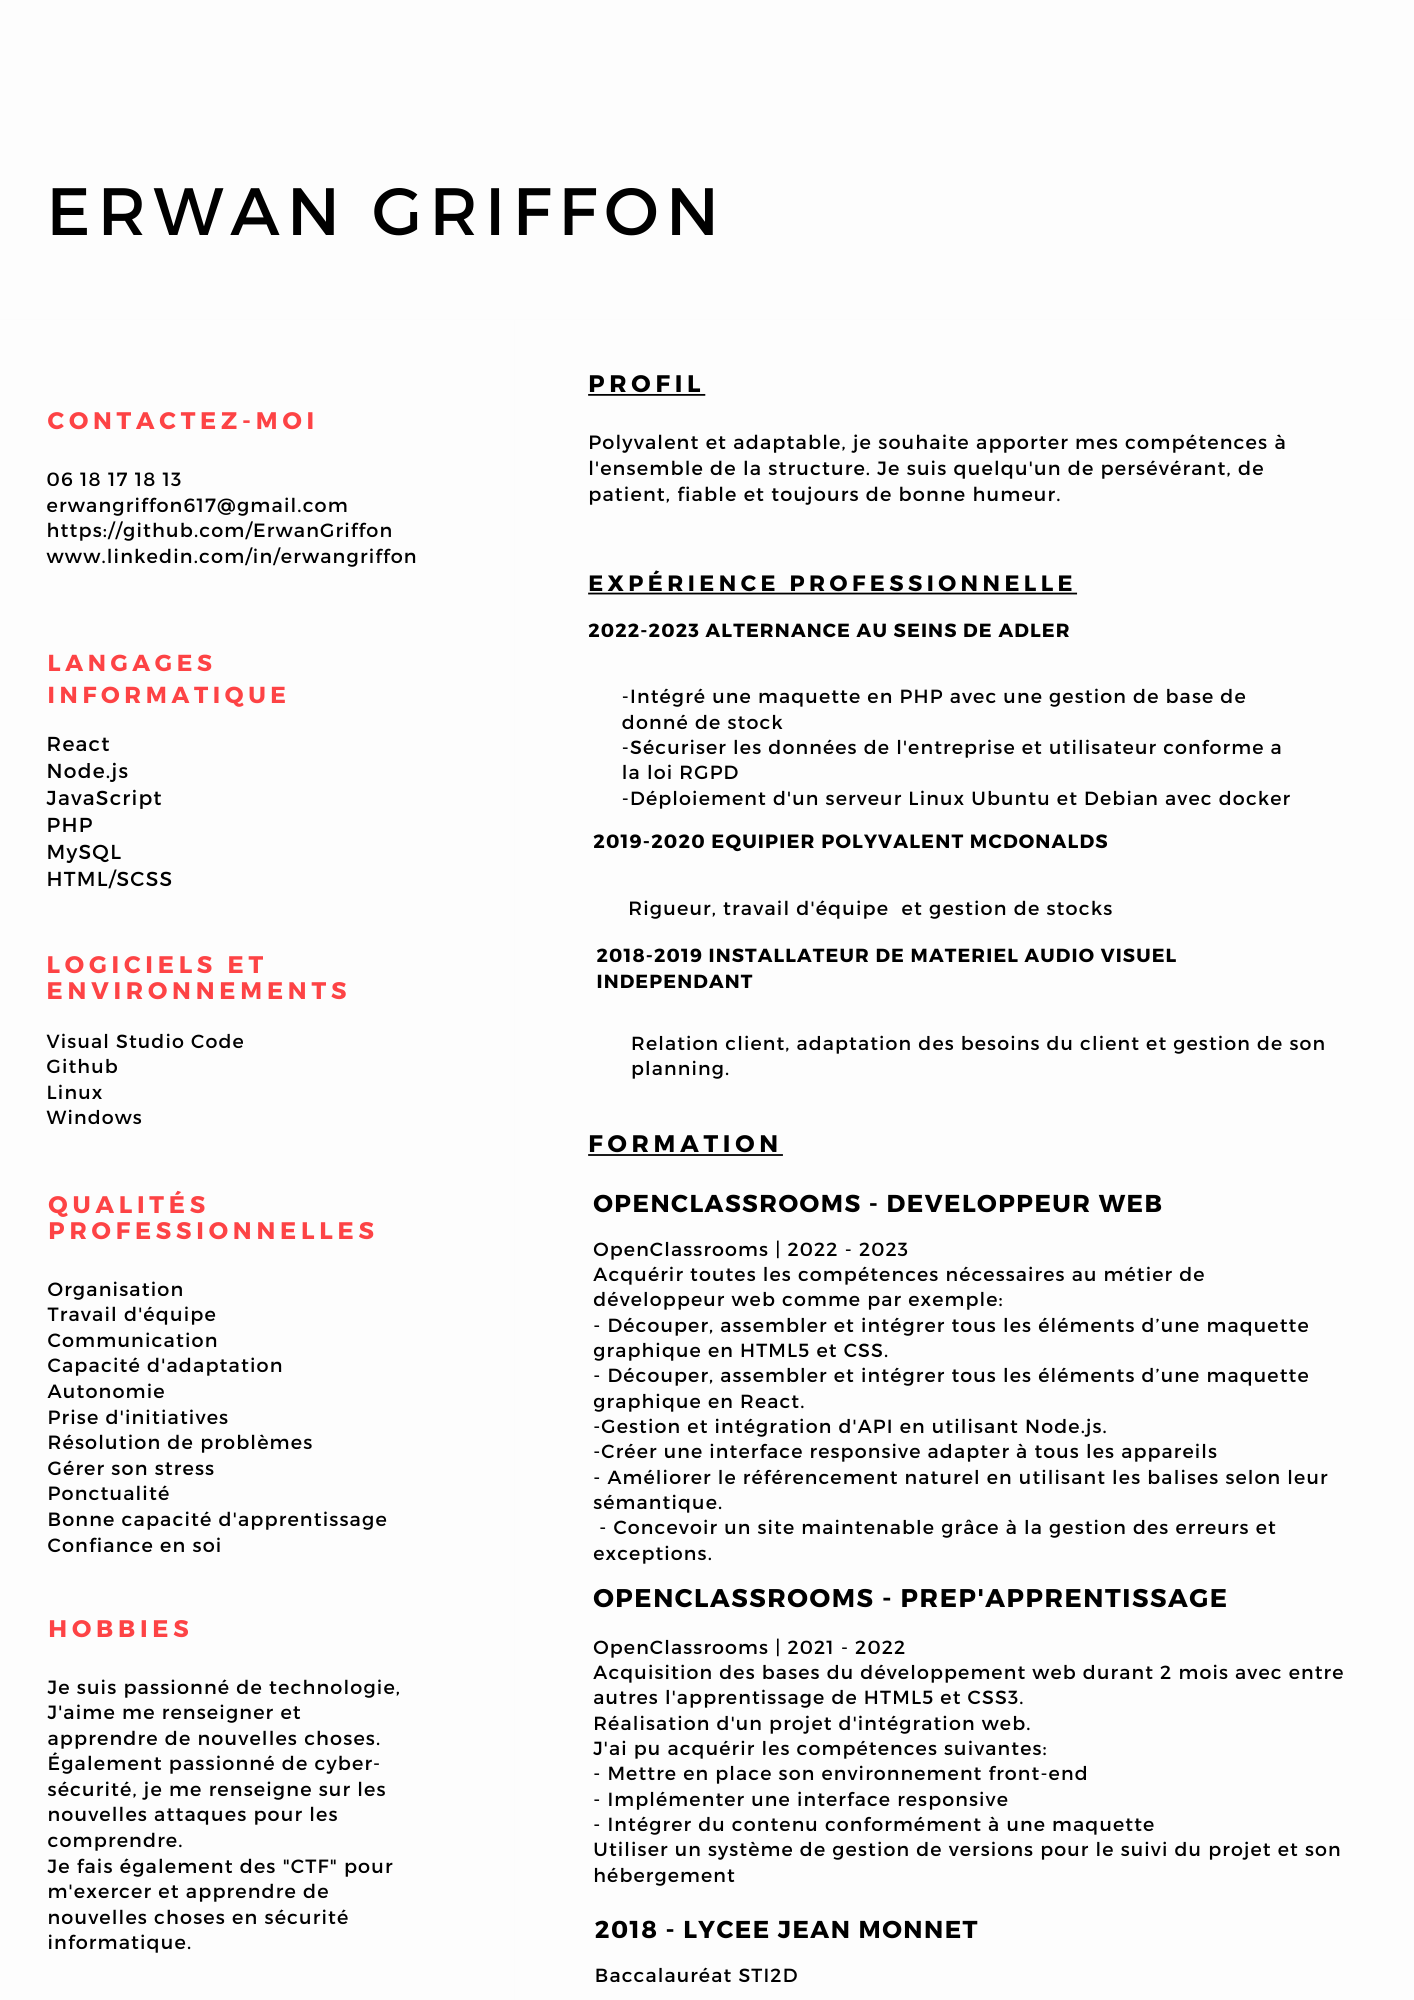 ERWAN GRIFFON
CONTACTEZ-MOI
06 18 17 18 13
erwangriffon617@gmail.com
https://github.com/ErwanGriffon
www.linkedin.com/in/erwangriffon
LANGAGES
INFORMATIQUE
React
Node.js
JavaScript
PHP
MySQL
HTML/SCSS
LOGICIELS ET
ENVIRONNEMENTS
Visual Studio Code
Github
Linux
Windows
QUALITÉS
PROFESSIONNELLES
Organisation
Travail d'équipe
Communication
Capacité d'adaptation
Autonomie
Prise d'initiatives
Résolution de problèmes
Gérer son stress
Ponctualité
Bonne capacité d'apprentissage
Confiance en soi
HOBBIES
Je suis passionné de technologie,
J'aime me renseigner et
apprendre de nouvelles choses.
Également passionné de cyber-
sécurité, je me renseigne sur les
nouvelles attaques pour les
comprendre.
Je fais également des "CTF" pour
m'exercer et apprendre de
nouvelles choses en sécurité
informatique.
PROFIL
Polyvalent et adaptable, je souhaite apporter mes compétences à
l'ensemble de la structure. Je suis quelqu'un de persévérant, de
patient, fiable et toujours de bonne humeur.
EXPÉRIENCE PROFESSIONNELLE
2022-2023 ALTERNANCE AU SEINS DE ADLER
-Intégré une maquette en PHP avec une gestion de base de
donné de stock
-Sécuriser les données de l'entreprise et utilisateur conforme a
la loi RGPD
-Déploiement d'un serveur Linux Ubuntu et Debian avec docker
2019-2020 EQUIPIER POLYVALENT MCDONALDS
Rigueur, travail d'équipe  et gestion de stocks
2018-2019 INSTALLATEUR DE MATERIEL AUDIO VISUEL
INDEPENDANT
Relation client, adaptation des besoins du client et gestion de son
planning.
FORMATION
OPENCLASSROOMS - DEVELOPPEUR WEB
OpenClassrooms | 2022 - 2023
Acquérir toutes les compétences nécessaires au métier de
développeur web comme par exemple:
- Découper, assembler et intégrer tous les éléments d’une maquette
graphique en HTML5 et CSS.
- Découper, assembler et intégrer tous les éléments d’une maquette
graphique en React.
-Gestion et intégration d'API en utilisant Node.js.
-Créer une interface responsive adapter à tous les appareils
- Améliorer le référencement naturel en utilisant les balises selon leur
sémantique.
- Concevoir un site maintenable grâce à la gestion des erreurs et
exceptions.
OPENCLASSROOMS - PREP'APPRENTISSAGE
OpenClassrooms | 2021 - 2022
Acquisition des bases du développement web durant 2 mois avec entre
autres l'apprentissage de HTML5 et CSS3.
Réalisation d'un projet d'intégration web.
J'ai pu acquérir les compétences suivantes:
- Mettre en place son environnement front-end
- Implémenter une interface responsive
- Intégrer du contenu conformément à une maquette
Utiliser un système de gestion de versions pour le suivi du projet et son
hébergement
2018 - LYCEE JEAN MONNET
Baccalauréat STI2D